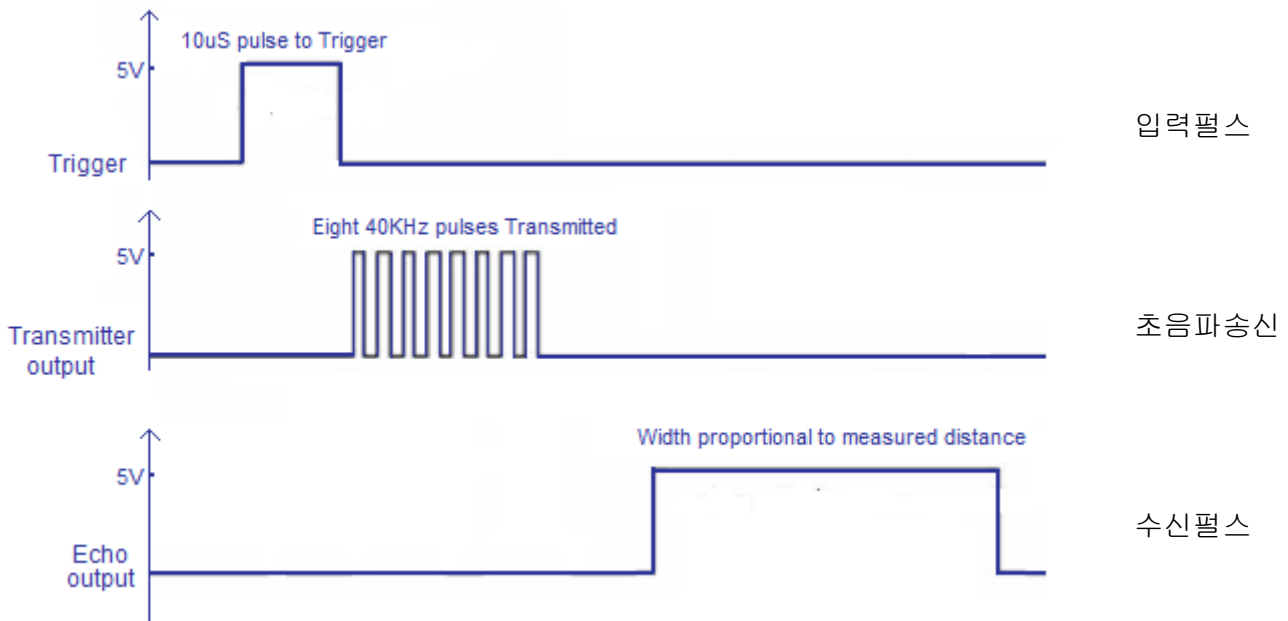 10uS pulse to Trigger
5V
Trigger
입력펄스
Eight 40KHz pulses Transmitted
5V
Transmitter
output
초음파송신
Width proportional to measured distance
5V
Echo
output
수신펄스